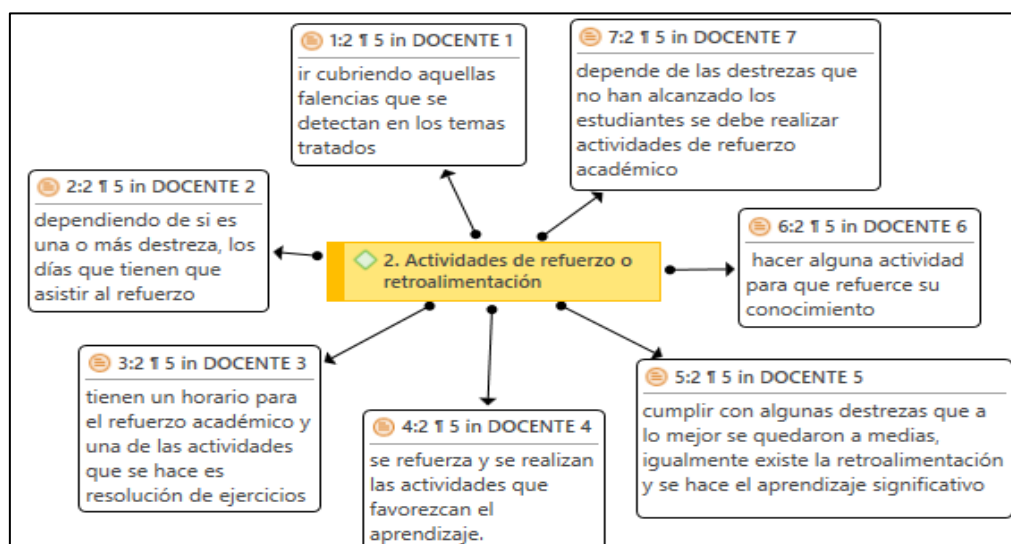 1:2 ¶ 5 in DOCENTE 1
ir cubriendo aquellas
falencias que se
detectan en los temas
tratados
7:2 ¶ 5 in DOCENTE 7
depende de las destrezas que
no han alcanzado los
estudiantes se debe realizar
actividades de refuerzo
académico
2:2 ¶ 5 in DOCENTE 2
dependiendo de si es
una o más destreza, los
días que tienen que
asistir al refuerzo
2. Actividades de refuerzo o
retroalimentación
6:2 ¶ 5 in DOCENTE 6
hacer alguna actividad
para que refuerce su
conocimiento
3:2 ¶ 5 in DOCENTE 3
tienen un horario para
el refuerzo académico y
una de las actividades
que se hace es
resolución de ejercicios
4:2 ¶ 5 in DOCENTE 4
se refuerza y se realizan
las actividades que
favorezcan el
aprendizaje.
5:2 ¶ 5 in DOCENTE 5
cumplir con algunas destrezas que a
lo mejor se quedaron a medias,
igualmente existe la retroalimentación
y se hace el aprendizaje significativo